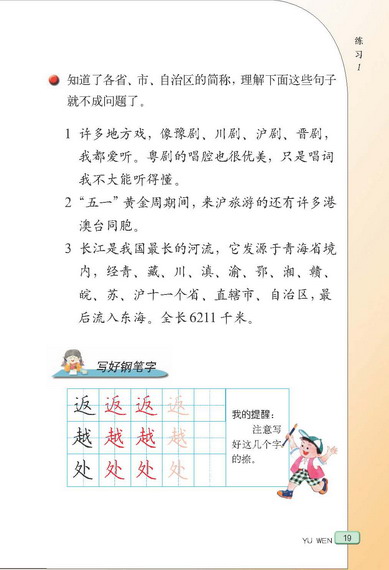 练习1
知道了各省、市、自治区的简称，理解下面这些句子
就不成问题了。
1 许多地方戏，像豫剧、川剧、沪剧、晋剧，
我都爱听。粤剧的唱腔也很优美，只是唱词
我不大能听得懂。
2 “五一”黄金周期间，来沪旅游的还有许多港
澳台同胞。
3 长江是我国最长的河流，它发源于青海省境
内，经青、藏、川、滇、渝、鄂、湘、赣、
皖、苏、沪十一个省、直辖市、自治区，最
后流入东海。全长6211千米。
写好钢笔字
返 返 返 返
越 越 越 越
处 处 处 处
我的提醒：
注意写
好这几个字
的捺。
YU WEN 19